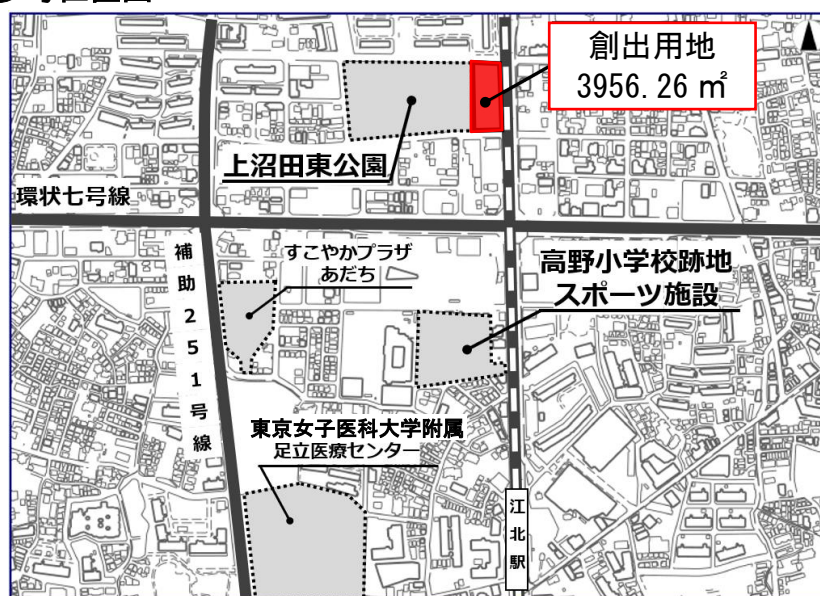 創出用地
3956.26 ㎡
上沼田東公園
環状七号線
補助251号線
すこやかプラザ
あだち
高野小学校跡地
スポーツ施設
東京女子医科大学附属
足立医療センター
江北駅